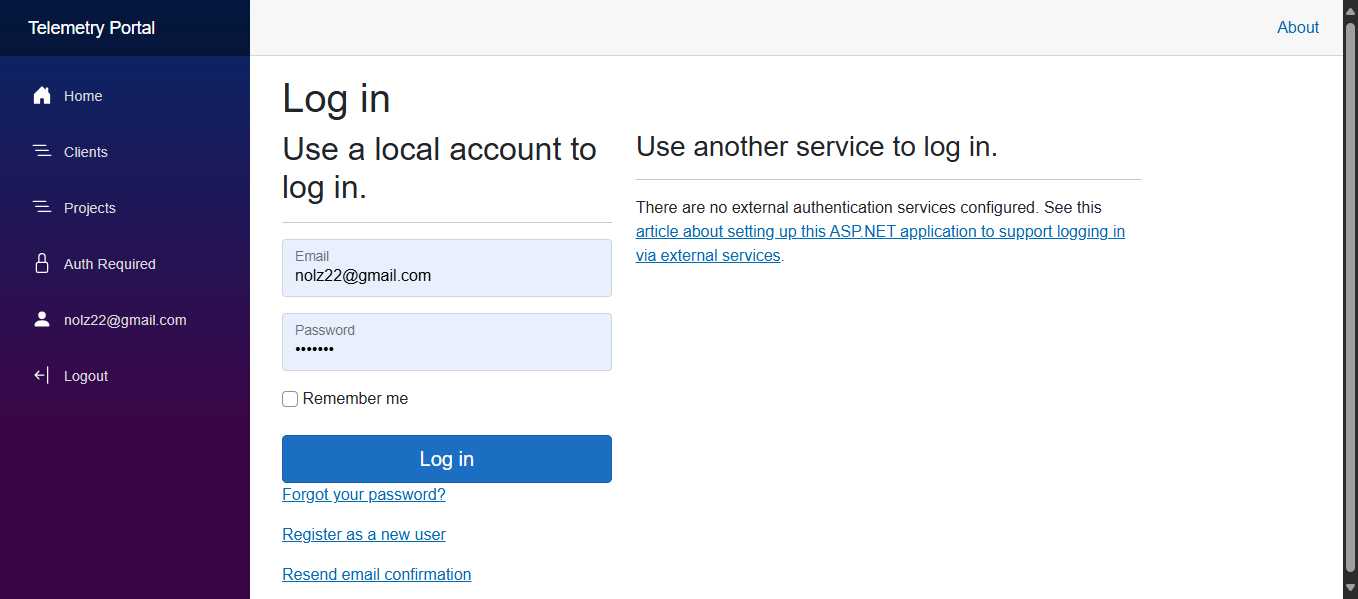 Telemetry Portal
About
Home
Clients
Projects
Auth Required
nolz22@gmail.com
Logout
Log in
Use a local account to
log in.
Email
nolz22@gmail.com
Password
•••••••
Remember me
Log in
Forgot your password?
Register as a new user
Resend email confirmation
Use another service to log in.
There are no external authentication services configured. See this
article about setting up this ASP.NET application to support logging in
via external services.